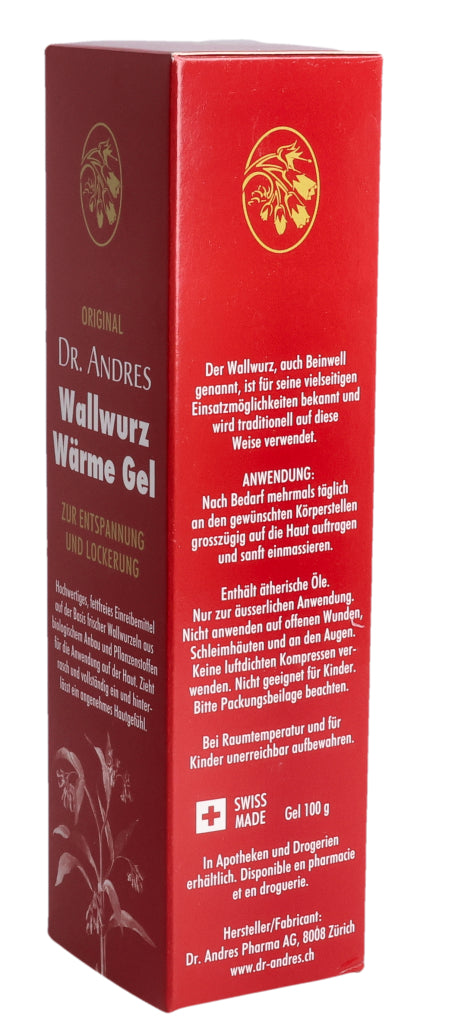 ORIGINAL
DR. ANDRES
Wallwurz
Wärme Gel
ZUR ENTSPANNUNG
UND LOCKERUNG
Hochwertiges, fettfreies Einreibemittel
auf der Basis frischer Wallwurzeln aus
biologischem Anbau und Pflanzenstoffen
für die Anwendung auf der Haut. Zieht
rasch und vollständig ein und hinter-
lässt ein angenehmes Hautgefühl.
Der Wallwurz, auch Beinwell
genannt, ist für seine vielseitigen
Einsatzmöglichkeiten bekannt und
wird traditionell auf diese
Weise verwendet.
ANWENDUNG:
Nach Bedarf mehrmals täglich
an den gewünschten Körperstellen
grosszügig auf die Haut auftragen
und sanft einmassieren.
Enthält ätherische Öle.
Nur zur äusserlichen Anwendung.
Nicht anwenden auf offenen Wunden,
Schleimhäuten und an den Augen.
Keine luftdichten Kompressen ver-
wenden. Nicht geeignet für Kinder.
Bitte Packungsbeilage beachten.
Bei Raumtemperatur und für
Kinder unerreichbar aufbewahren.
SWISS
MADE
Gel 100 g
In Apotheken und Drogerien
erhältlich. Disponible en pharmacie
et en droguerie.
Hersteller/Fabricant:
Dr. Andres Pharma AG, 8008 Zürich
www.dr-andres.ch